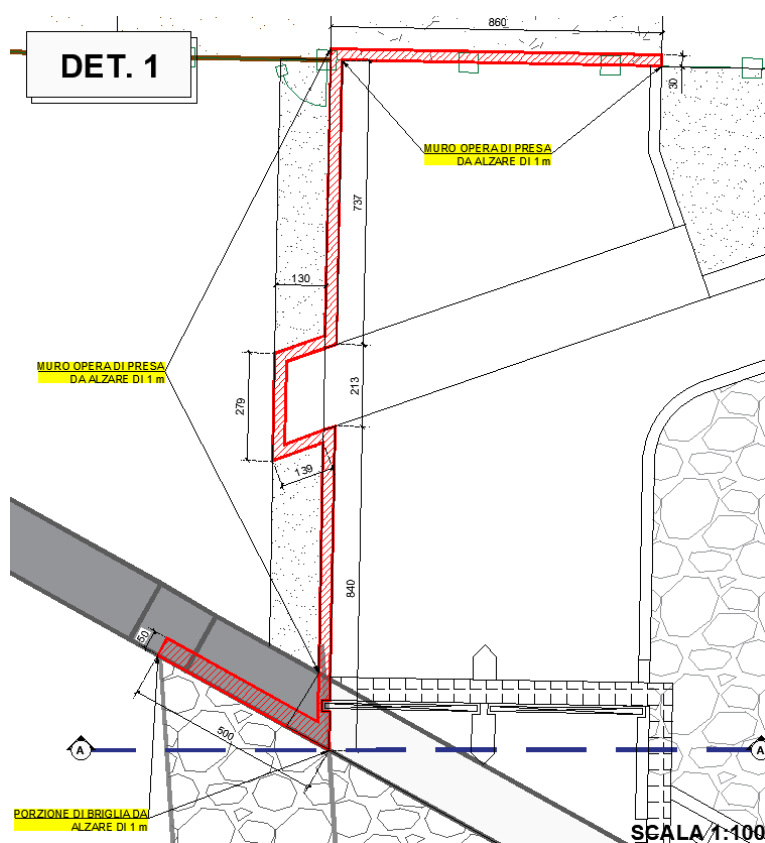 860
DET. 1
30
MURO OPERA DI PRESA
DA ALZARE DI 1 m
737
130
MURO OPERA DI PRESA
DA ALZARE DI 1 m
279
213
139
840
50
500
A
A
PORZIONE DI BRIGLIA DA
ALZARE DI 1 m
SCALA 1:100